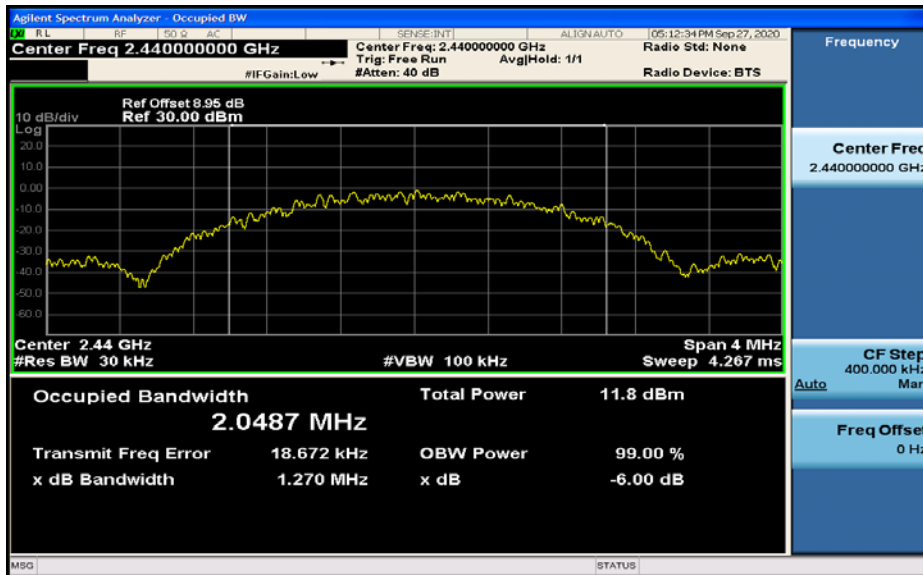 Agilent Spectrum Analyzer - Occupied BW
LXI RL RF 50 Ω AC SENSE:INT ALIGN AUTO 05:12:34 PM Sep 27, 2020
Center Freq 2.440000000 GHz
Center Freq: 2.440000000 GHz
Radio Std: None
Trig: Free Run Avg|Hold: 1/1
#IFGain:Low
#Atten: 40 dB
Radio Device: BTS
Ref Offset 8.95 dB
10 dB/div Ref 30.00 dBm
Log
20.0
10.0
0.00
-10.0
-20.0
-30.0
-40.0
-50.0
-60.0
Center 2.44 GHz Span 4 MHz
#Res BW 30 kHz #VBW 100 kHz Sweep 4.267 ms
Occupied Bandwidth Total Power 11.8 dBm
2.0487 MHz
Transmit Freq Error 18.672 kHz OBW Power 99.00 %
x dB Bandwidth 1.270 MHz x dB -6.00 dB
MSG STATUS
Frequency
Center Freq
2.440000000 GHz
CF Step
400.000 kHz
Auto Man
Freq Offset
0 Hz